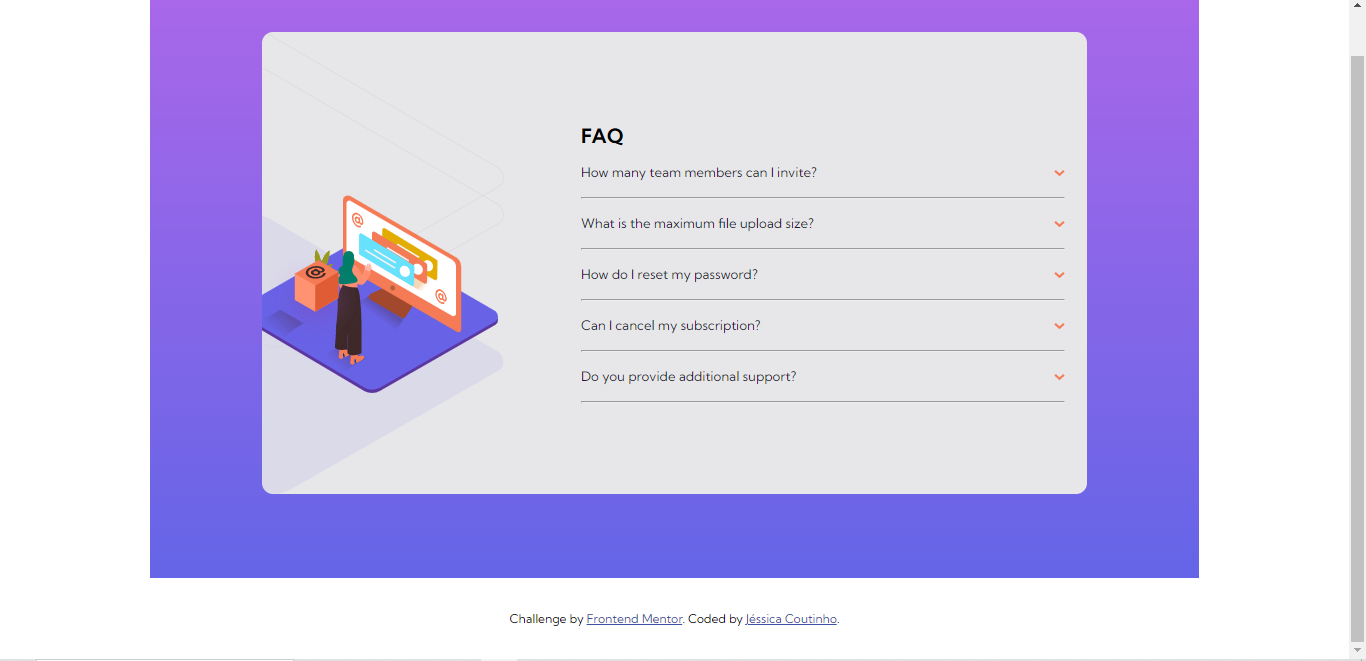 FAQ
How many team members can I invite?
What is the maximum file upload size?
How do I reset my password?
Can I cancel my subscription?
Do you provide additional support?
Challenge by Frontend Mentor. Coded by Jéssica Coutinho.